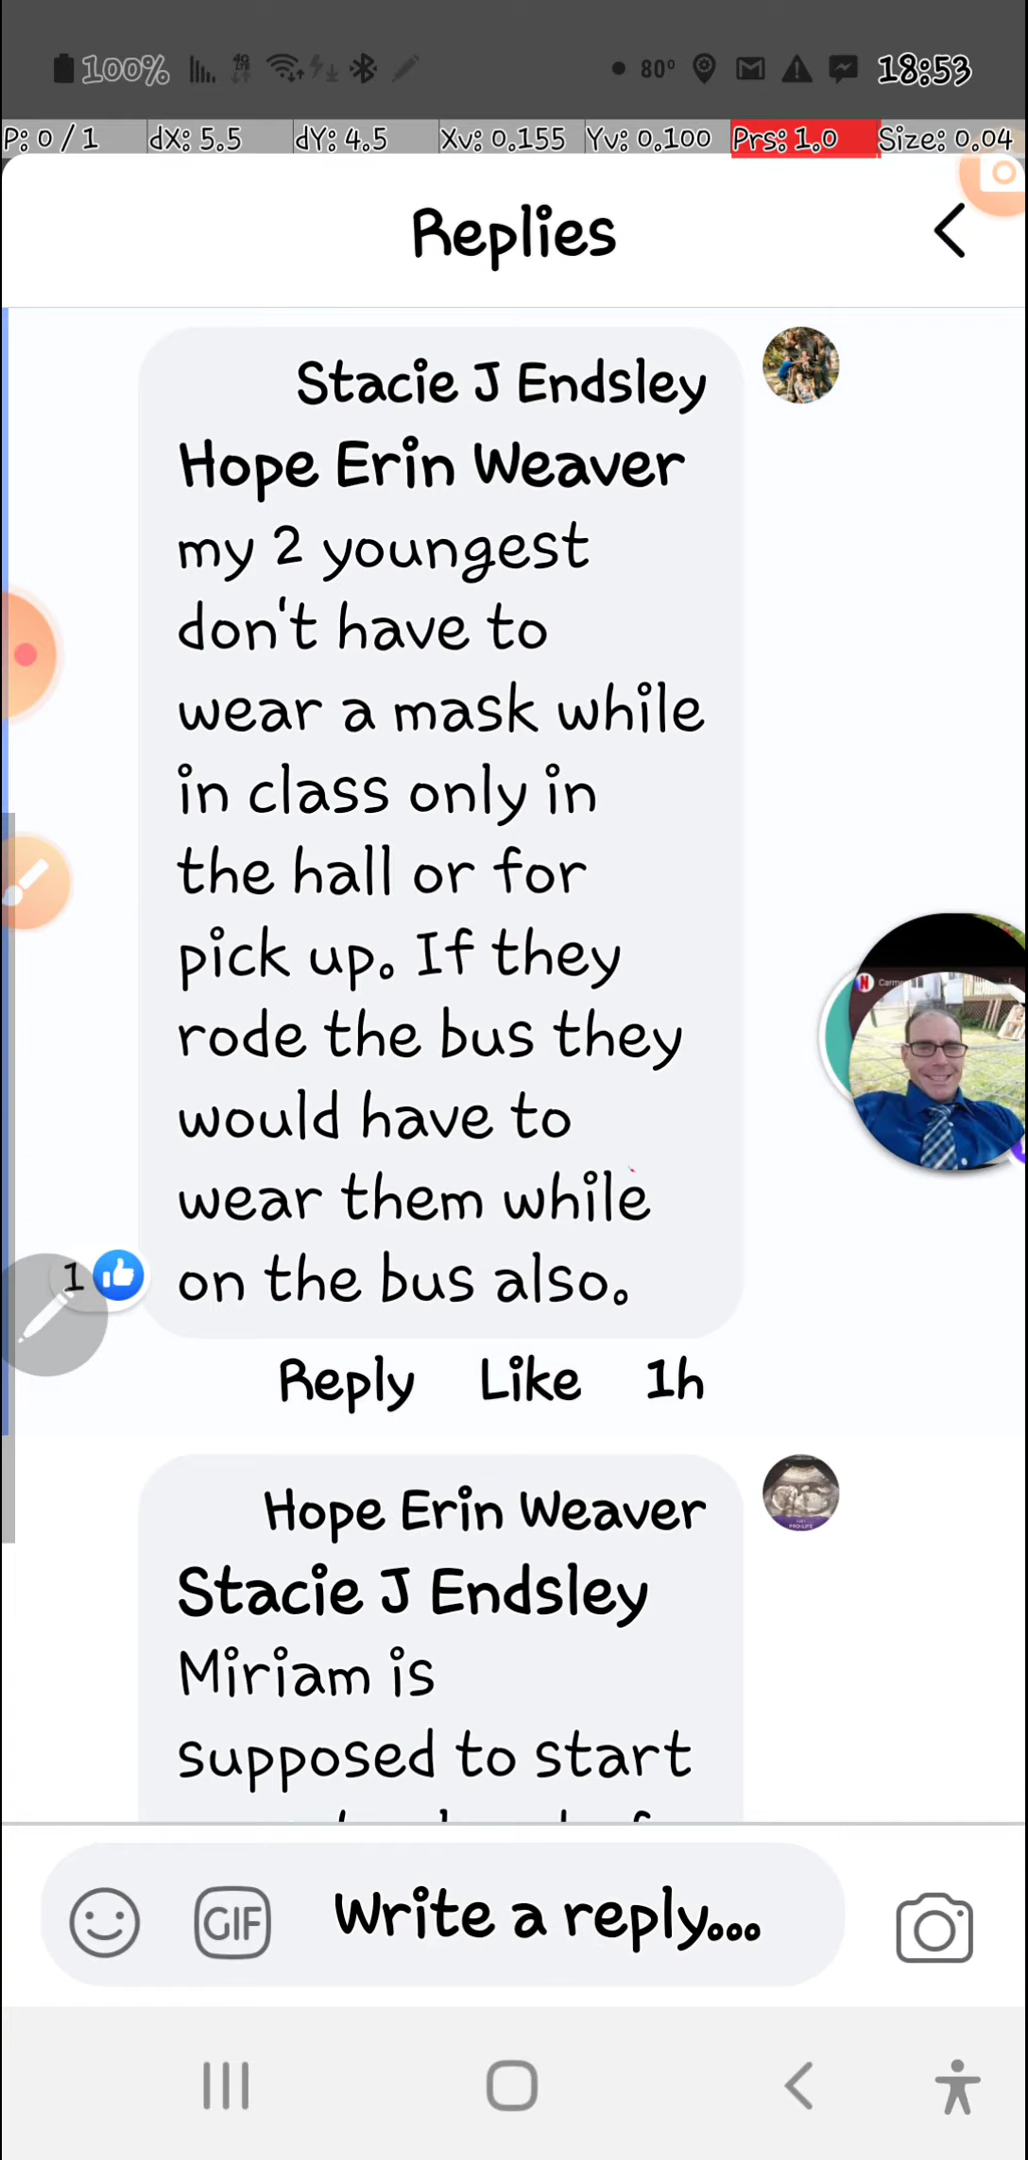 100% 4G 80° 18:53
P: 0 / 1 dX: 5.5 dY: 4.5 Xv: 0.155 Yv: 0.100 Prs: 1.0 Size: 0.04
Replies
Stacie J Endsley
Hope Erin Weaver
my 2 youngest
don't have to
wear a mask while
in class only in
the hall or for
pick up. If they
rode the bus they
would have to
wear them while
on the bus also.
1
Reply Like 1h
Hope Erin Weaver
Stacie J Endsley
Miriam is
supposed to start
GIF Write a reply...